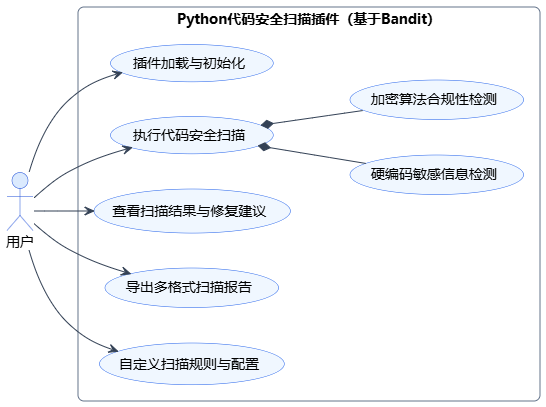 Python代码安全扫描插件（基于Bandit）
插件加载与初始化
加密算法合规性检测
执行代码安全扫描
硬编码敏感信息检测
查看扫描结果与修复建议
用户
导出多格式扫描报告
自定义扫描规则与配置